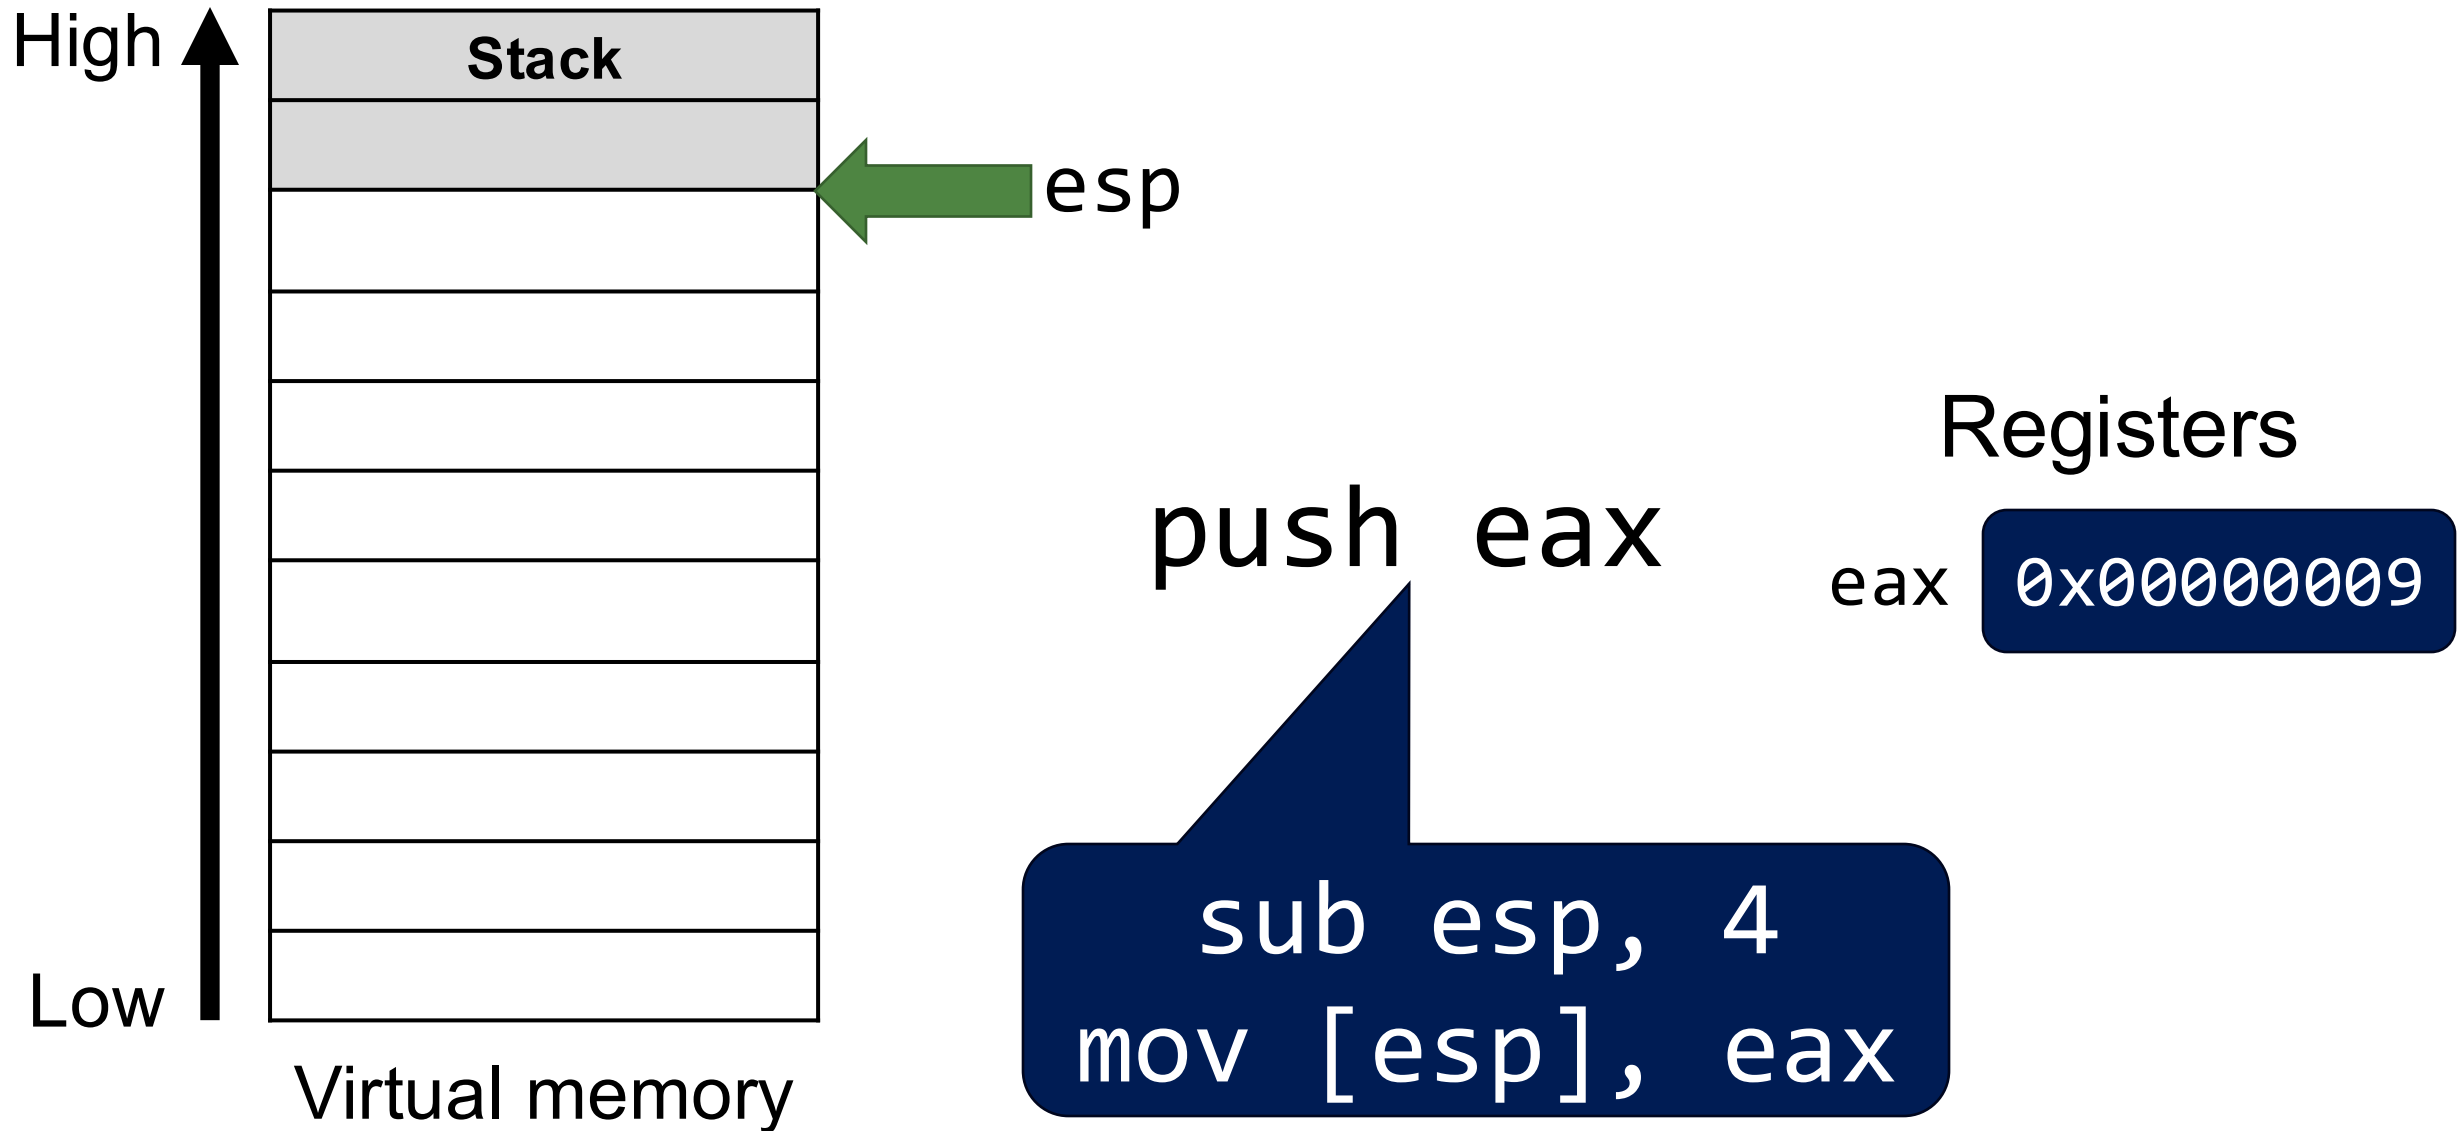 High
Stack
esp
Registers
push eax
eax 0x00000009
sub esp, 4
Low
mov [esp], eax
Virtual memory